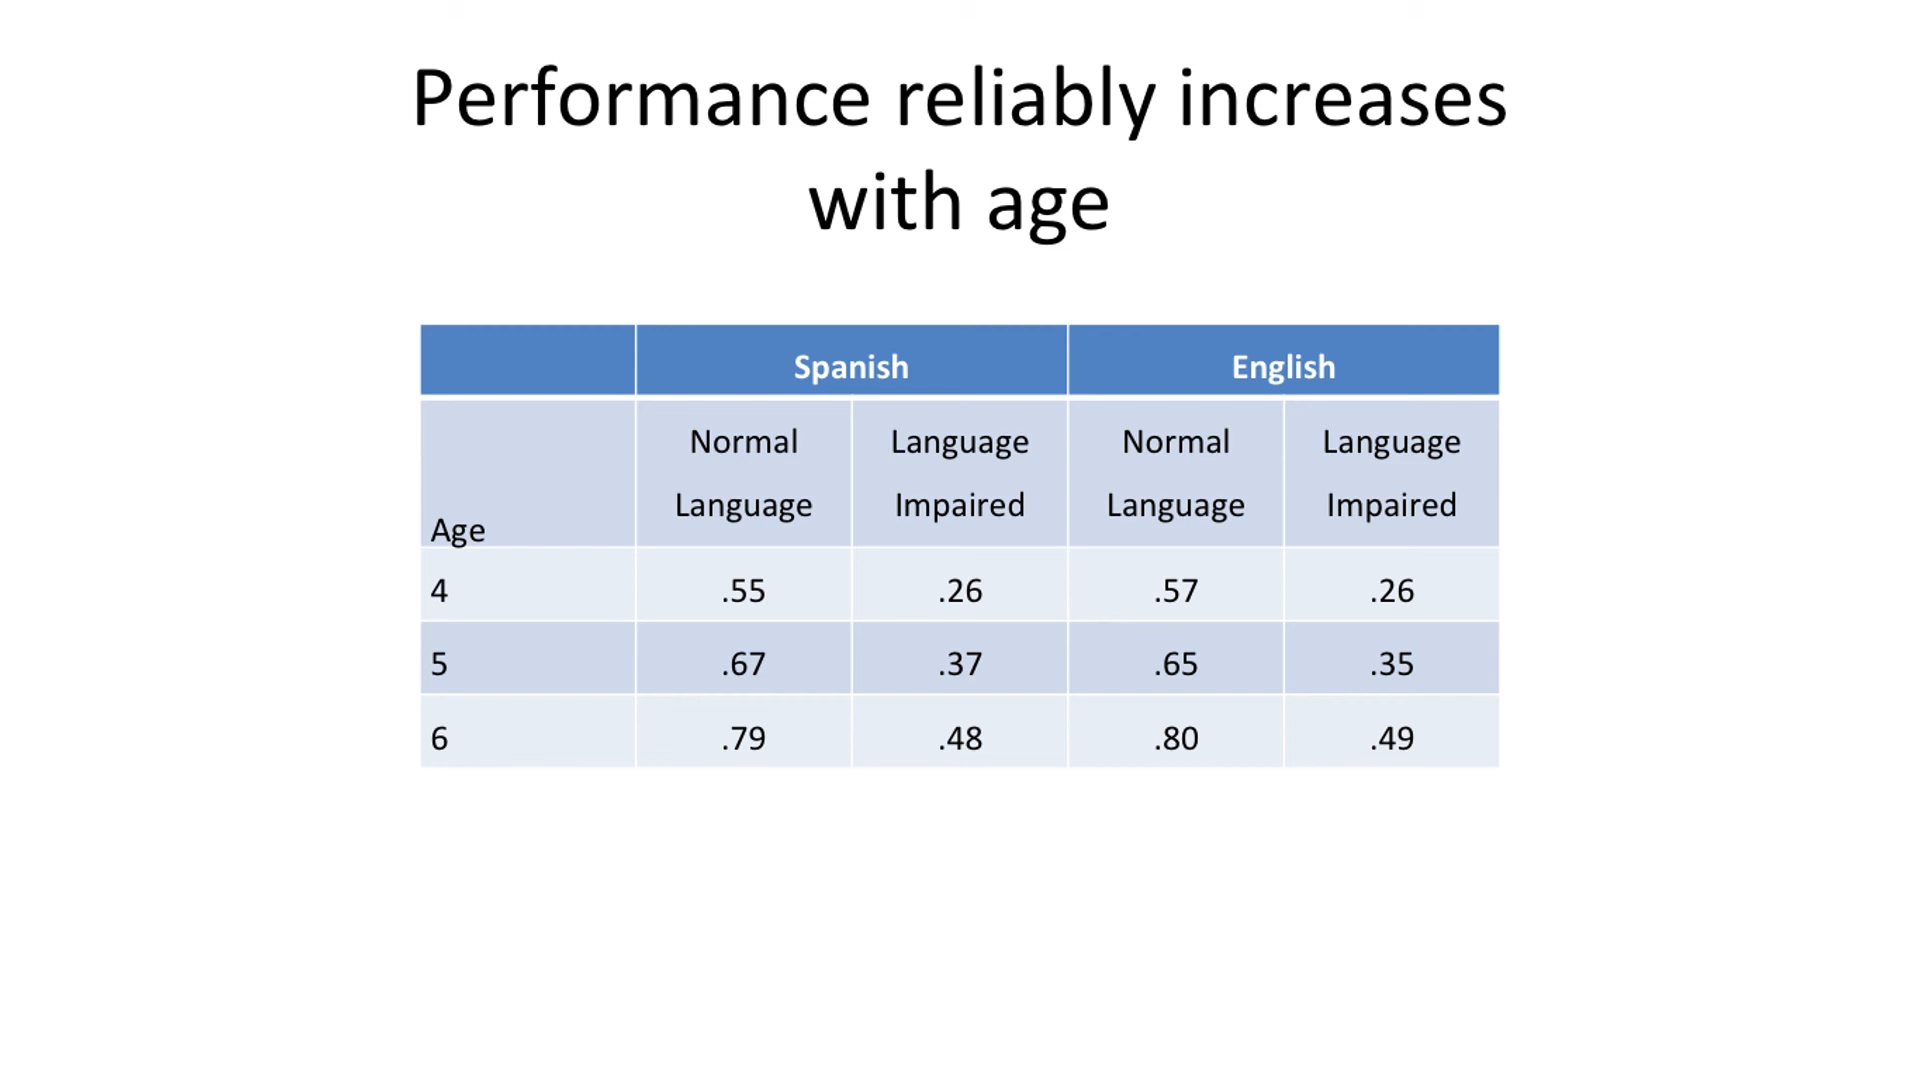 Performance reliably increases
with age
Spanish English
Normal Language Normal Language
Language Impaired Language Impaired
Age
4 .55 .26 .57 .26
5 .67 .37 .65 .35
6 .79 .48 .80 .49